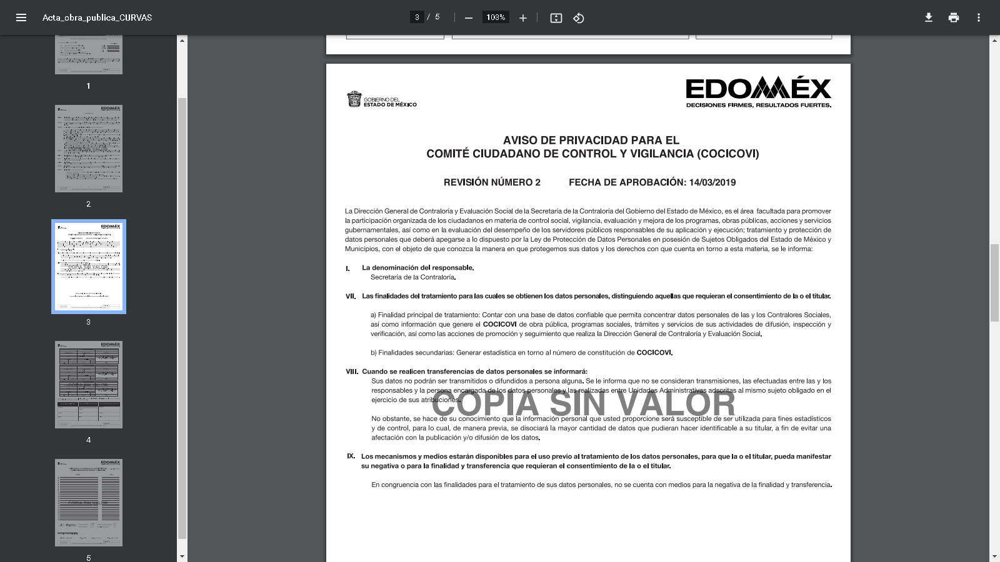 Acta_obra_publica_CURVAS
3 / 5
103%
1
2
3
4
5
GOBIERNO DEL
ESTADO DE MÉXICO
EDOMÉX
DECISIONES FIRMES, RESULTADOS FUERTES.
AVISO DE PRIVACIDAD PARA EL
COMITÉ CIUDADANO DE CONTROL Y VIGILANCIA (COCICOVI)
REVISIÓN NÚMERO 2 FECHA DE APROBACIÓN: 14/03/2019
La Dirección General de Contraloría y Evaluación Social de la Secretaría de la Contraloría del Gobierno del Estado de México, es el área facultada para promover
la participación organizada de los ciudadanos en materia de control social, vigilancia, evaluación y mejora de los programas, obras públicas, acciones y servicios
gubernamentales, así como en la evaluación del desempeño de los servidores públicos responsables de su aplicación y ejecución; tratamiento y protección de
datos personales que deberá apegarse a lo dispuesto por la Ley de Protección de Datos Personales en posesión de Sujetos Obligados del Estado de México y
Municipios, con el objeto de que conozca la manera en que protegemos sus datos y los derechos con que cuenta en torno a esta materia, se le informa:
I. La denominación del responsable.
Secretaría de la Contraloría.
VII. Las finalidades del tratamiento para las cuales se obtienen los datos personales, distinguiendo aquellas que requieran el consentimiento de la o el titular.
a) Finalidad principal de tratamiento: Contar con una base de datos confiable que permita concentrar datos personales de las y los Contralores Sociales,
así como información que genere el COCICOVI de obra pública, programas sociales, trámites y servicios de sus actividades de difusión, inspección y
verificación, así como las acciones de promoción y seguimiento que realiza la Dirección General de Contraloría y Evaluación Social.
b) Finalidades secundarias: Generar estadística en torno al número de constitución de COCICOVI.
VIII. Cuando se realicen transferencias de datos personales se informará:
Sus datos no podrán ser transmitidos o difundidos a persona alguna. Se le informa que no se consideran transmisiones, las efectuadas entre las y los
responsables y la persona encargada de los datos personales y las realizadas entre Unidades Administrativas adscritas al mismo sujeto obligado en el
ejercicio de sus atribuciones.
COPIA SIN VALOR
No obstante, se hace de su conocimiento que la información personal que usted proporcione será susceptible de ser utilizada para fines estadísticos
y de control, para lo cual, de manera previa, se disociará la mayor cantidad de datos que pudieran hacer identificable a su titular, a fin de evitar una
afectación con la publicación y/o difusión de los datos.
IX. Los mecanismos y medios estarán disponibles para el uso previo al tratamiento de los datos personales, para que la o el titular, pueda manifestar
su negativa o para la finalidad y transferencia que requieran el consentimiento de la o el titular.
En congruencia con las finalidades para el tratamiento de sus datos personales, no se cuenta con medios para la negativa de la finalidad y transferencia.